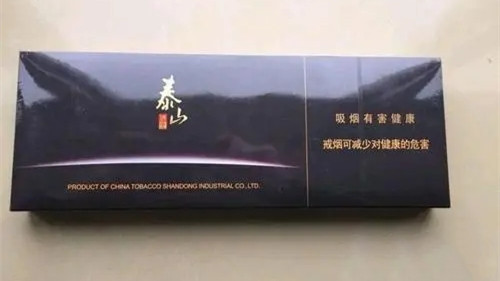 泰山
PRODUCT OF CHINA TOBACCO SHANDONG INDUSTRIAL CO., LTD.
吸烟有害健康
戒烟可减少对健康的危害